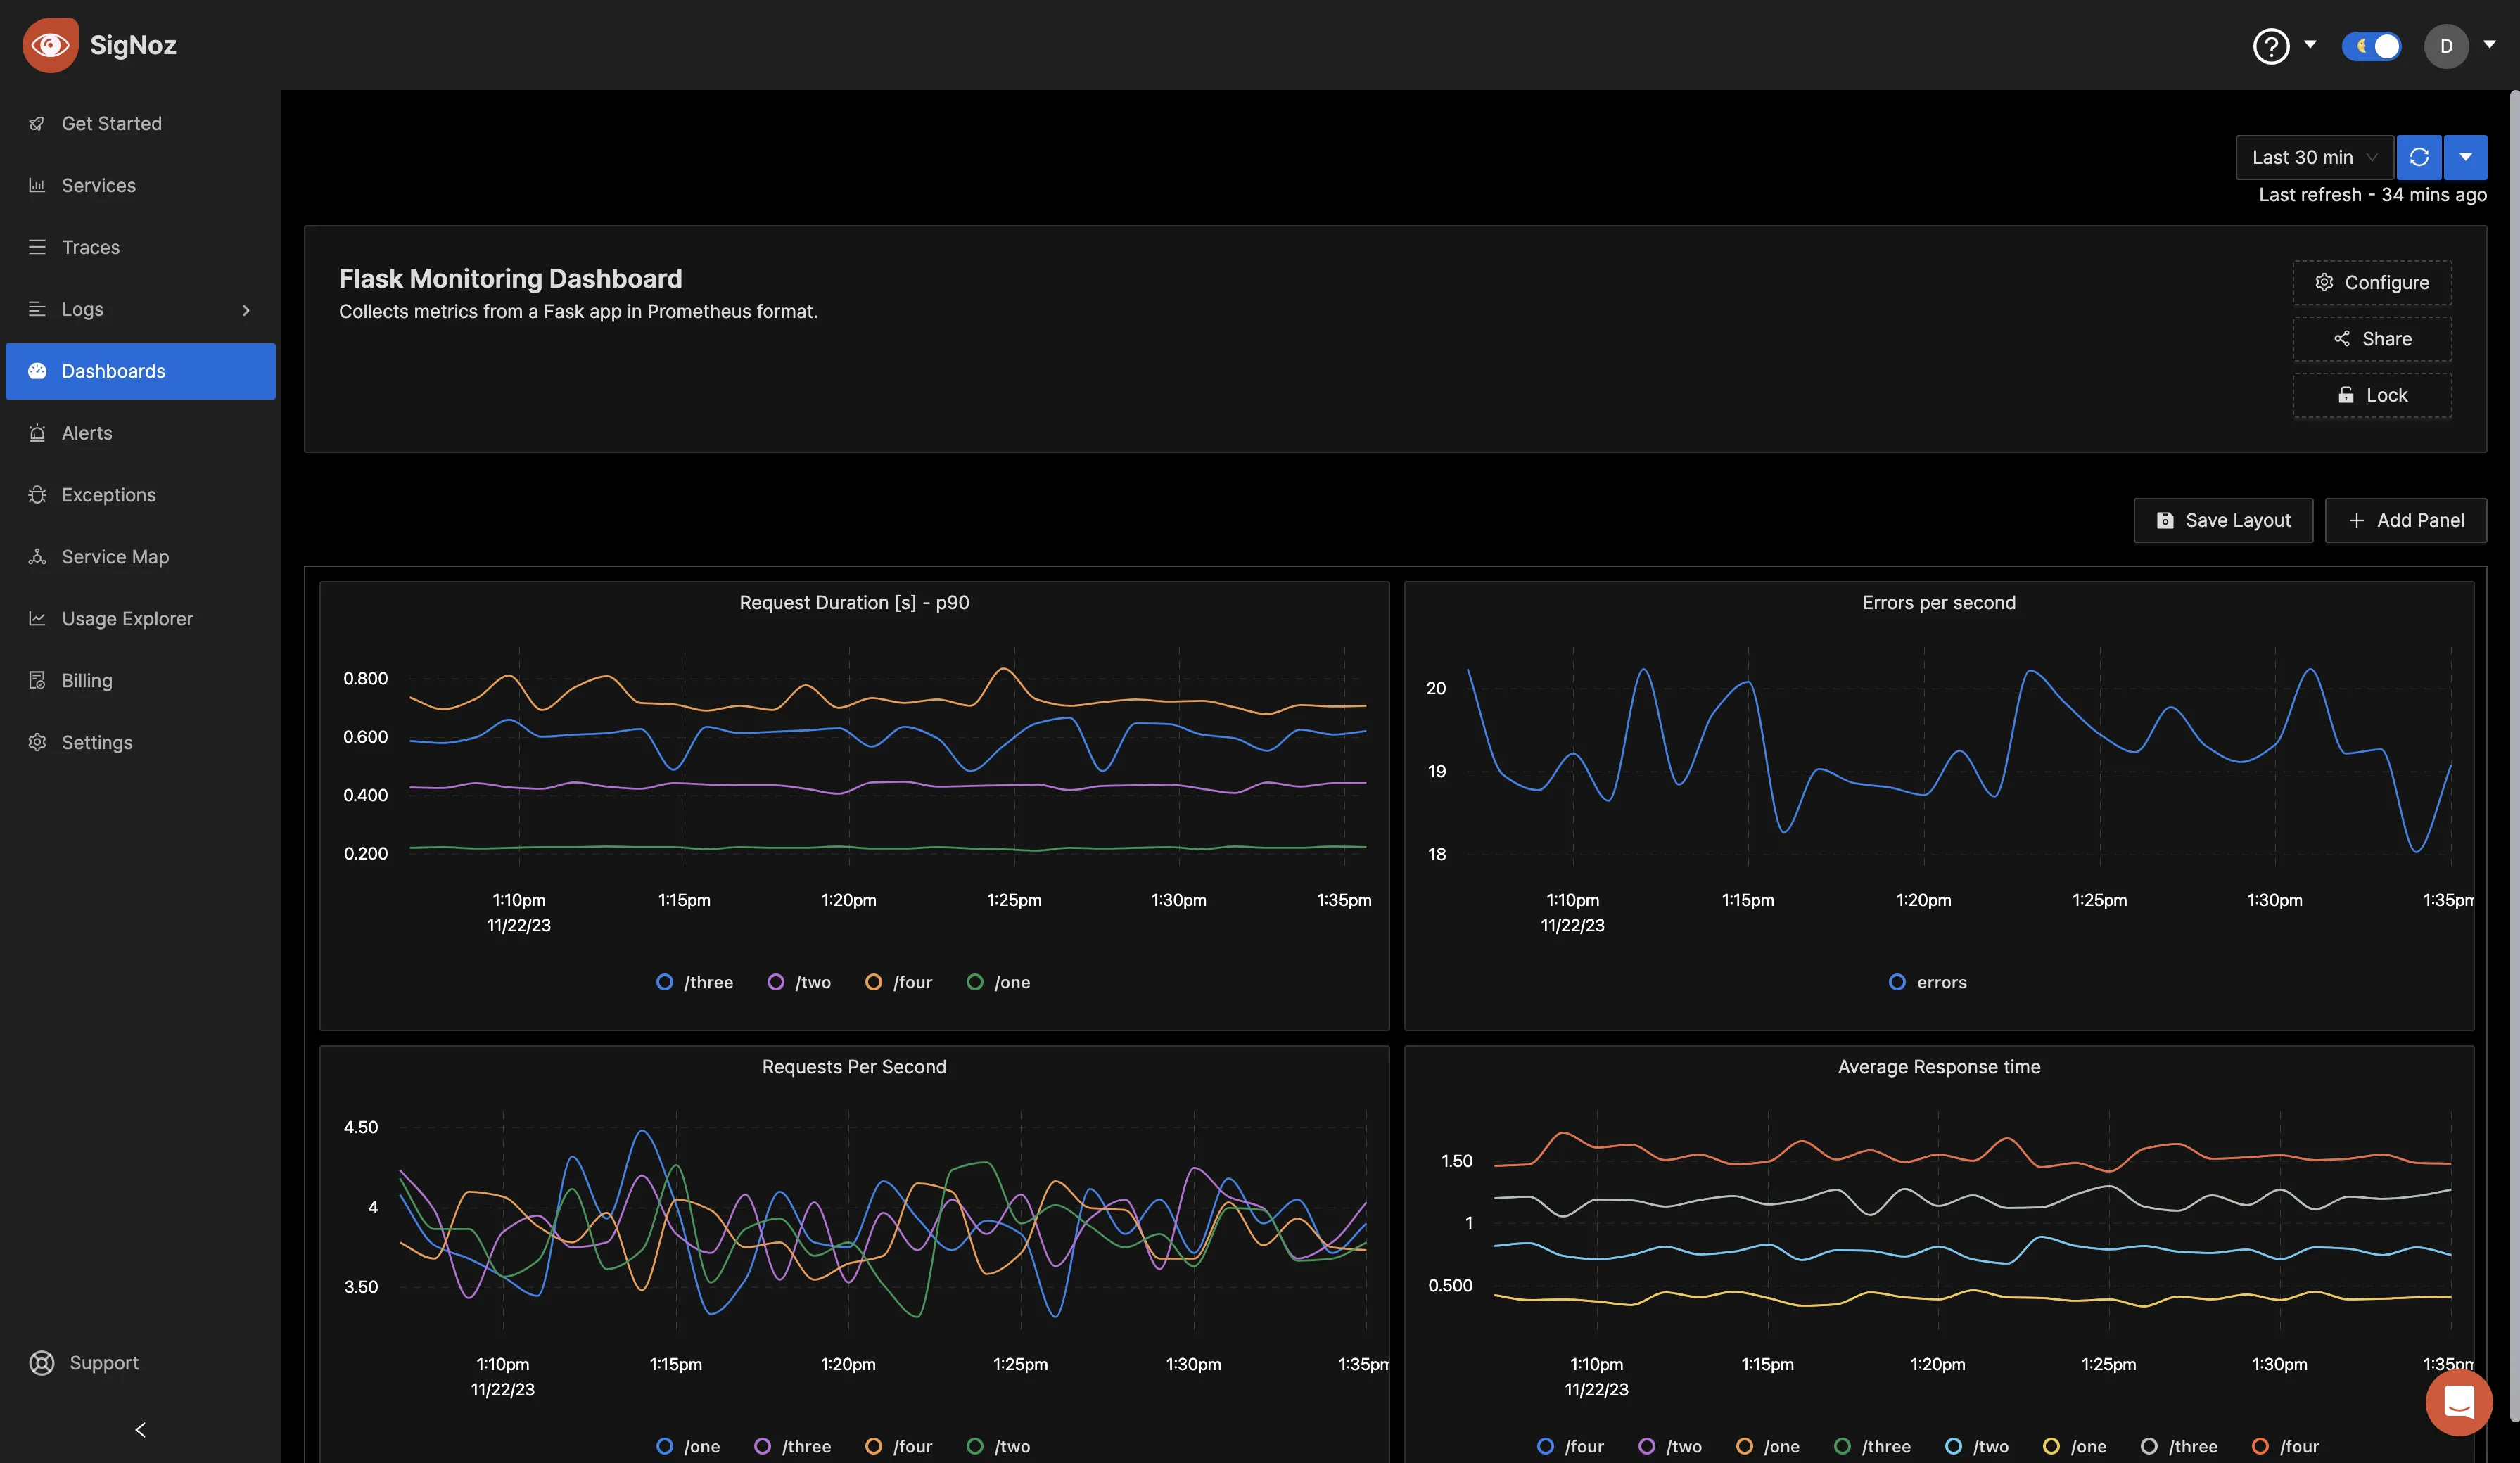 SigNoz
?
D
Get Started
Services
Traces
Logs
Dashboards
Alerts
Exceptions
Service Map
Usage Explorer
Billing
Settings
Support
Last 30 min
Last refresh - 34 mins ago
Flask Monitoring Dashboard
Collects metrics from a Fask app in Prometheus format.
Configure
Share
Lock
Save Layout
Add Panel
Request Duration [s] - p90
0.800
0.600
0.400
0.200
1:10pm 1:15pm 1:20pm 1:25pm 1:30pm 1:35pm
11/22/23
/three /two /four /one
Errors per second
20
19
18
1:10pm 1:15pm 1:20pm 1:25pm 1:30pm 1:35pm
11/22/23
errors
Requests Per Second
4.50
4
3.50
1:10pm 1:15pm 1:20pm 1:25pm 1:30pm 1:35pm
11/22/23
/one /three /four /two
Average Response time
1.50
1
0.500
1:10pm 1:15pm 1:20pm 1:25pm 1:30pm 1:35pm
11/22/23
/four /two /one /three /two /one /three /four